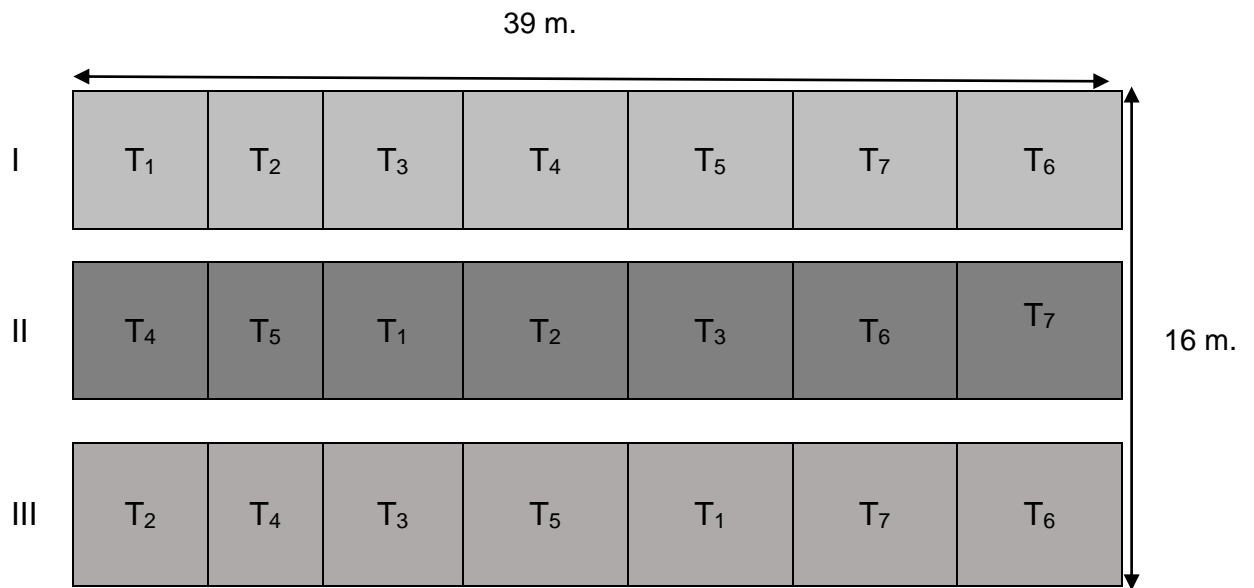 39 m.
I T₁ T₂ T₃ T₄ T₅ T₇ T₆
II T₄ T₅ T₁ T₂ T₃ T₆ T₇
16 m.
III T₂ T₄ T₃ T₅ T₁ T₇ T₆